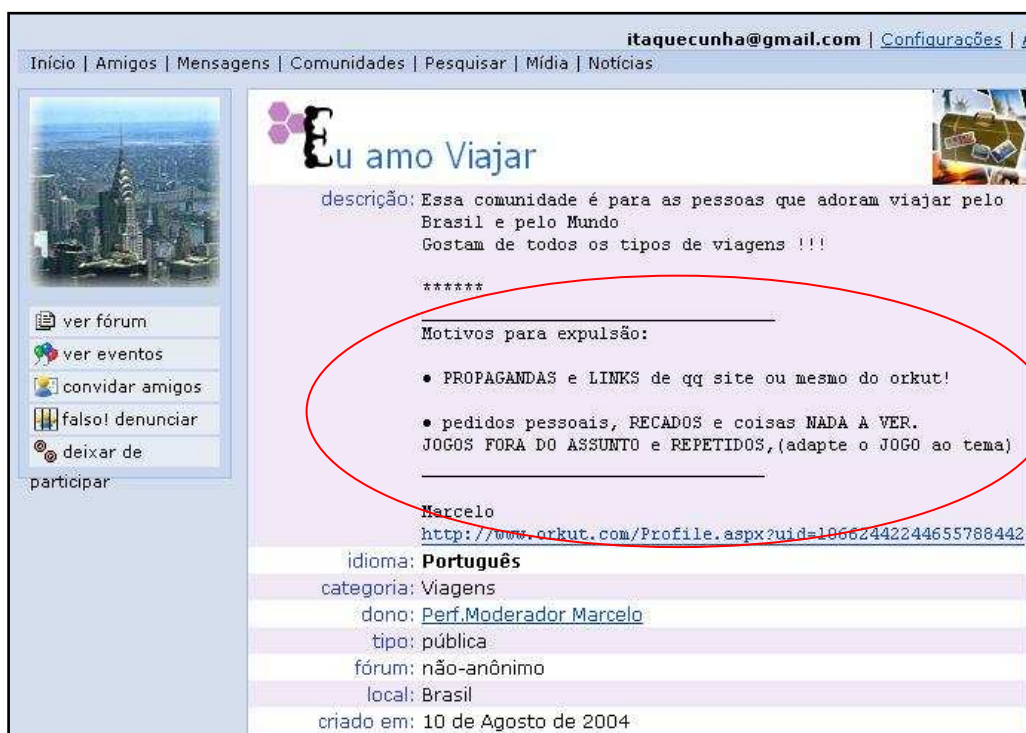 itaquecunha@gmail.com | Configurações |
Início | Amigos | Mensagens | Comunidades | Pesquisar | Mídia | Notícias
Eu amo Viajar
descrição: Essa comunidade é para as pessoas que adoram viajar pelo
Brasil e pelo Mundo
Gostam de todos os tipos de viagens !!!
******
Motivos para expulsão:
• PROPAGANDAS e LINKS de qq site ou mesmo do orkut!
• pedidos pessoais, RECADOS e coisas NADA A VER.
JOGOS FORA DO ASSUNTO e REPETIDOS,(adapte o JOGO ao tema)
Marcelo
http://www.orkut.com/Profile.aspx?uid=10662442244655788442
ver fórum
ver eventos
convidar amigos
falso! denunciar
deixar de
participar
idioma: Português
categoria: Viagens
dono: Perf.Moderador Marcelo
tipo: pública
fórum: não-anônimo
local: Brasil
criado em: 10 de Agosto de 2004